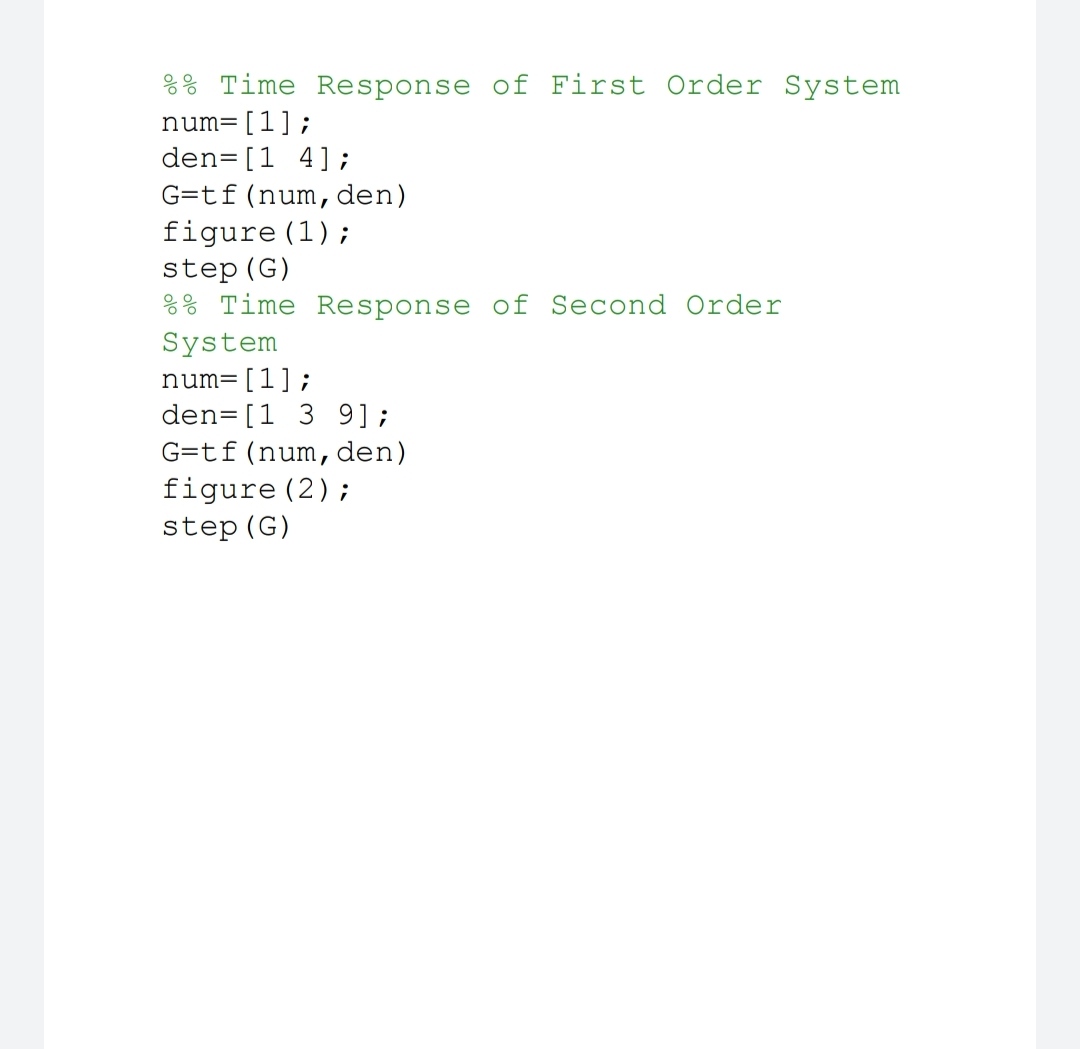 %% Time Response of First Order System
num=[1];
den=[1 4];
G=tf(num,den)
figure(1);
step(G)
%% Time Response of Second Order
System
num=[1];
den=[1 3 9];
G=tf(num,den)
figure(2);
step(G)